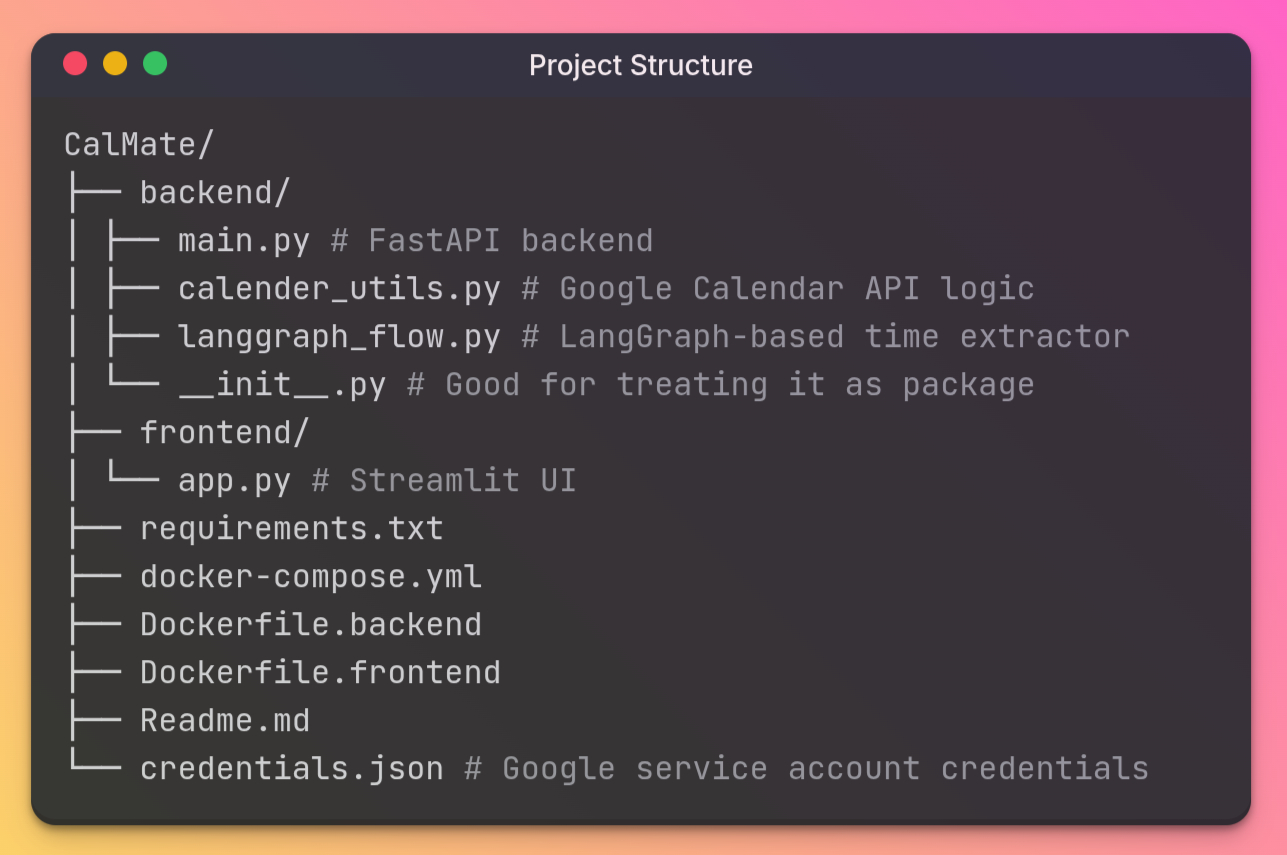 Project Structure
CalMate/
├── backend/
│ ├── main.py # FastAPI backend
│ ├── calender_utils.py # Google Calendar API logic
│ ├── langgraph_flow.py # LangGraph-based time extractor
│ └── __init__.py # Good for treating it as package
├── frontend/
│ └── app.py # Streamlit UI
├── requirements.txt
├── docker-compose.yml
├── Dockerfile.backend
├── Dockerfile.frontend
├── Readme.md
└── credentials.json # Google service account credentials